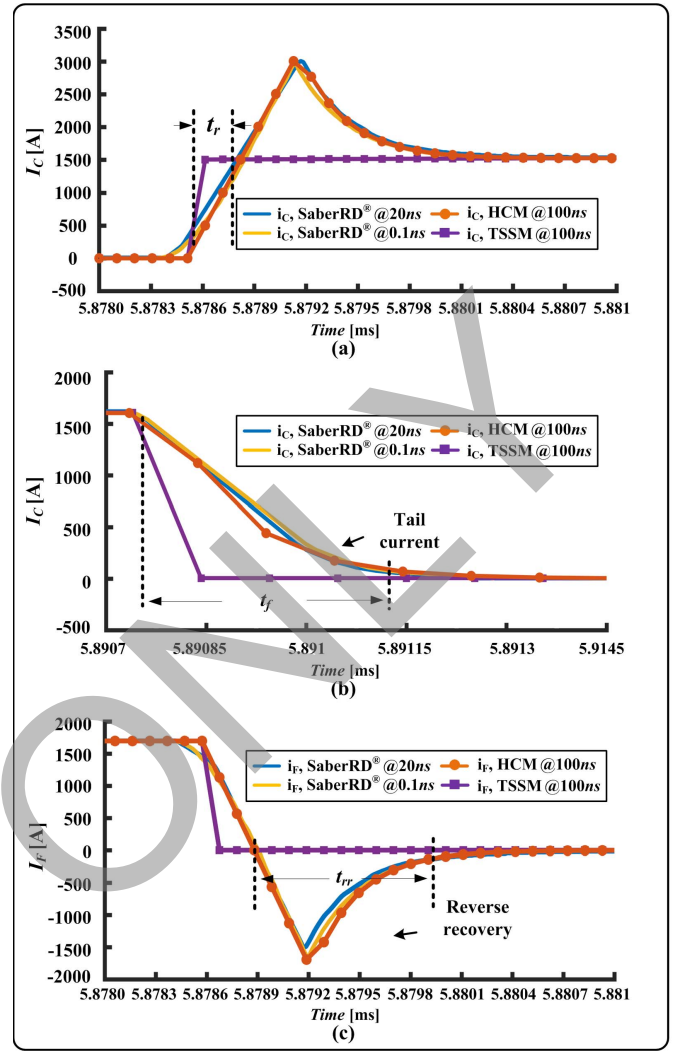 3500
3000
2500
2000
1500
1000
500
0
-500
I_C [A]
t_r
i_C, SaberRD® @20ns
i_C, HCM @100ns
i_C, SaberRD® @0.1ns
i_C, TSSM @100ns
5.8780 5.8783 5.8786 5.8789 5.8792 5.8795 5.8798 5.8801 5.8804 5.8807 5.881
Time [ms]
(a)
2000
1500
1000
500
0
-500
I_C [A]
i_C, SaberRD® @20ns
i_C, HCM @100ns
i_C, SaberRD® @0.1ns
i_C, TSSM @100ns
Tail
current
t_f
5.8907 5.89085 5.891 5.89115 5.8913 5.9145
Time [ms]
(b)
2000
1500
1000
500
0
-500
-1000
-1500
-2000
I_F [A]
i_F, SaberRD® @20ns
i_F, HCM @100ns
i_F, SaberRD® @0.1ns
i_F, TSSM @100ns
t_rr
Reverse
recovery
5.8780 5.8783 5.8786 5.8789 5.8792 5.8795 5.8798 5.8801 5.8804 5.8807 5.881
Time [ms]
(c)
ONLY